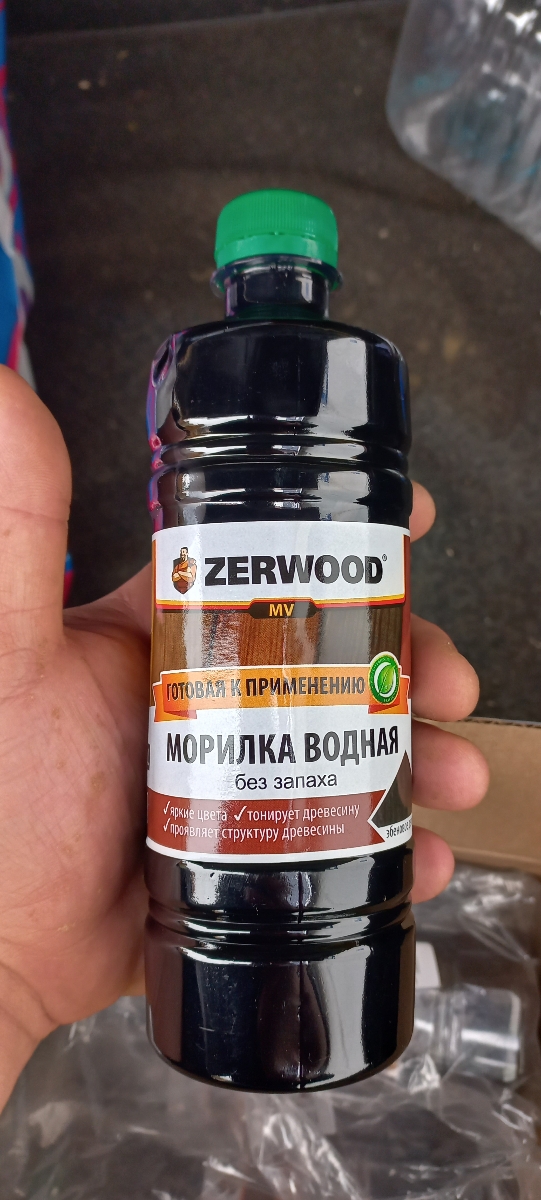 ZERWOOD®
MV
ГОТОВАЯ К ПРИМЕНЕНИЮ
МОРИЛКА ВОДНАЯ
без запаха
✓яркие цвета ✓тонирует древесину
✓проявляет структуру древесины